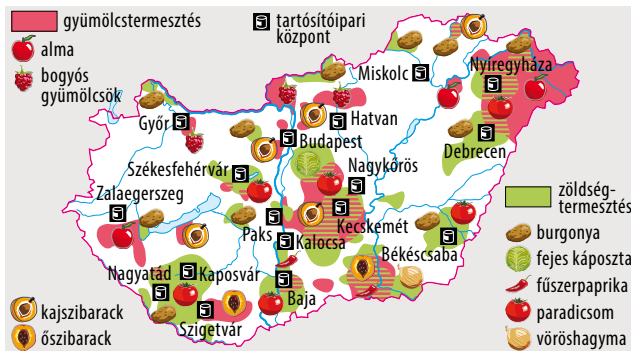 gyümölcstermesztés
alma
bogyós
gyümölcsök
tartósítóipari
központ
Miskolc
Nyíregyháza
Győr
Hatvan
Budapest
Debrecen
Székesfehérvár
Nagykőrös
Zalaegerszeg
Kecskemét
Paks
Kalocsa
Békéscsaba
Nagyatád
Kaposvár
Baja
Szigetvár
zöldség-
termesztés
burgonya
fejes káposzta
fűszerpaprika
paradicsom
vöröshagyma
kajszibarack
őszibarack